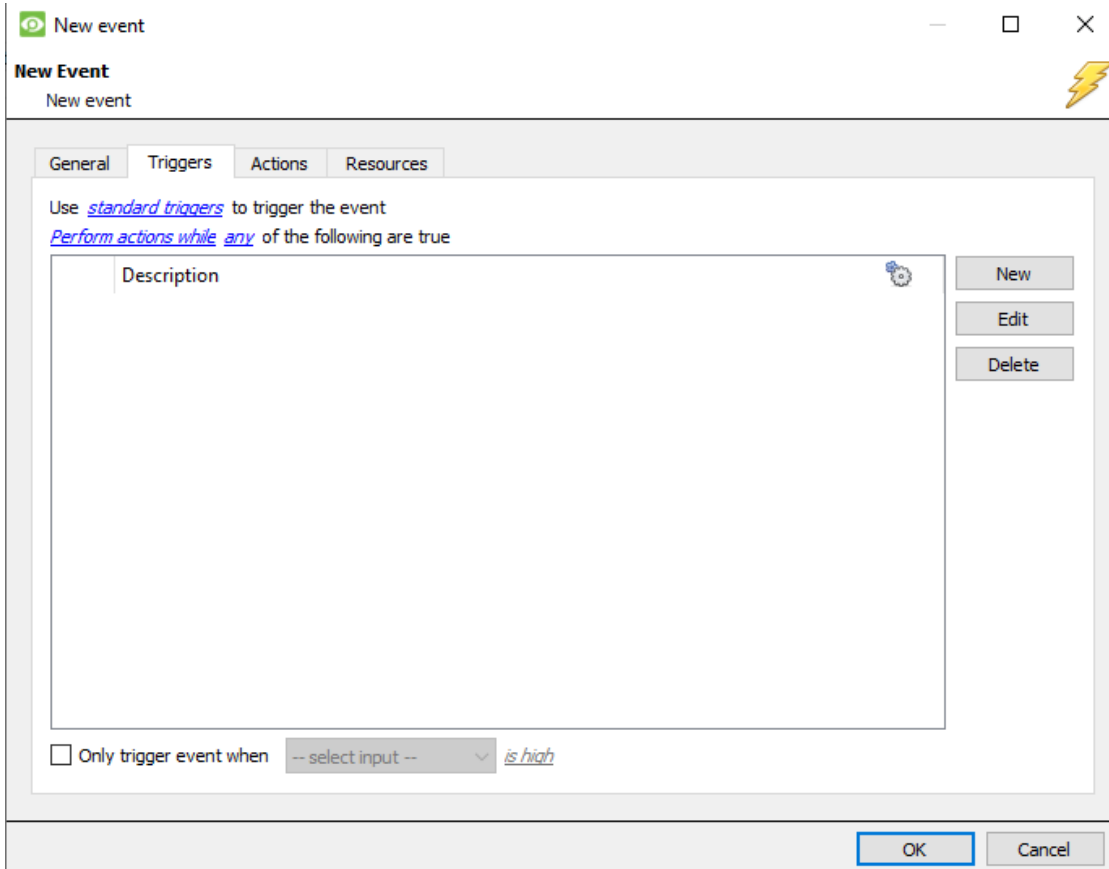 New event
New Event
New event
General Triggers Actions Resources
Use standard triggers to trigger the event
Perform actions while any of the following are true
Description
New
Edit
Delete
Only trigger event when -- select input -- is high
OK Cancel